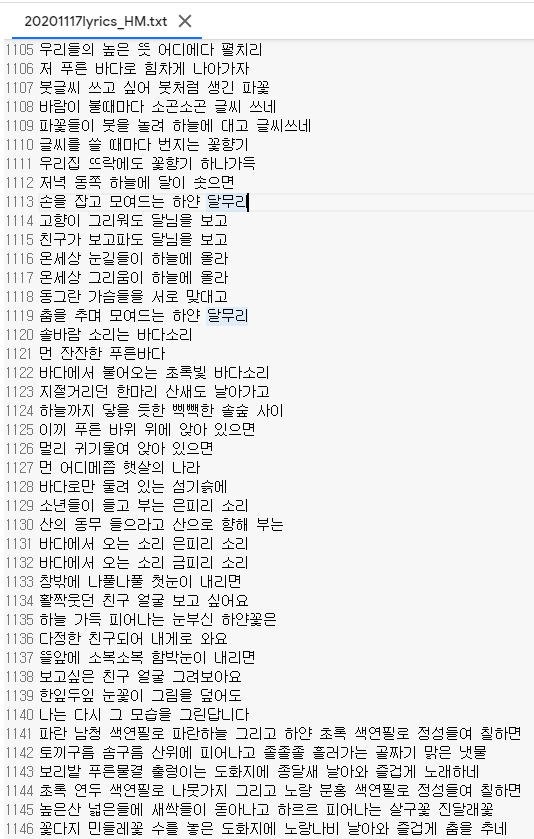 20201117lyrics_HM.txt
1105 우리들의 높은 뜻 어디에다 펼치리
1106 저 푸른 바다로 힘차게 나아가자
1107 붓글씨 쓰고 싶어 붓처럼 생긴 파꽃
1108 바람이 불때마다 소곤소곤 글씨 쓰네
1109 파꽃들이 붓을 놀려 하늘에 대고 글씨쓰네
1110 글씨를 쓸 때마다 번지는 꽃향기
1111 우리집 뜨락에도 꽃향기 하나가득
1112 저녁 동쪽 하늘에 달이 솟으면
1113 손을 잡고 모여드는 하얀 달무리
1114 고향이 그리워도 달님을 보고
1115 친구가 보고파도 달님을 보고
1116 온세상 눈길들이 하늘에 올라
1117 온세상 그리움이 하늘에 올라
1118 동그란 가슴들을 서로 맞대고
1119 춤을 추며 모여드는 하얀 달무리
1120 솔바람 소리는 바다소리
1121 먼 잔잔한 푸른바다
1122 바다에서 불어오는 초록빛 바다소리
1123 지절거리던 한마리 산새도 날아가고
1124 하늘까지 닿을 듯한 삑빽한 솔숲 사이
1125 이끼 푸른 바위 위에 앉아 있으면
1126 멀리 귀기울여 앉아 있으면
1127 먼 어디메쯤 햇살의 나라
1128 바다로만 둘려 있는 섬기슭에
1129 소년들이 들고 부는 은피리 소리
1130 산의 동무 들으라고 산으로 향해 부는
1131 바다에서 오는 소리 은피리 소리
1132 바다에서 오는 소리 금피리 소리
1133 창밖에 나풀나풀 첫눈이 내리면
1134 활짝웃던 친구 얼굴 보고 싶어요
1135 하늘 가득 피어나는 눈부신 하얀꽃은
1136 다정한 친구되어 내게로 와요
1137 뜰앞에 소복소복 함박눈이 내리면
1138 보고싶은 친구 얼굴 그려보아요
1139 한잎두잎 눈꽃이 그림을 덮어도
1140 나는 다시 그 모습을 그린답니다
1141 파란 남청 색연필로 파란하늘 그리고 하얀 초록 색연필로 정성들여 칠하면
1142 토끼구름 솜구름 산위에 피어나고 졸졸졸 흘러가는 골짜기 맑은 냇물
1143 보리밭 푸른물결 출렁이는 도화지에 종달새 날아와 즐겁게 노래하네
1144 초록 연두 색연필로 나뭇가지 그리고 노랑 분홍 색연필로 정성들여 칠하면
1145 높은산 넓은들에 새싹들이 돋아나고 하르르 피어나는 살구꽃 진달래꽃
1146 꽃다지 민들레꽃 수를 놓은 도화지에 노랑나비 날아와 즐겁게 춤을 추네